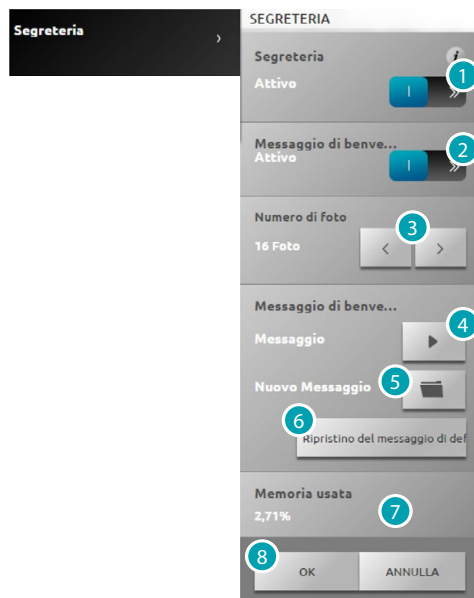 Segreteria
SEGRETERIA
Segreteria
i
1
Attivo
Messaggio di benve...
2
Attivo
Numero di foto
3
16 Foto
Messaggio di benve...
4
Messaggio
5
Nuovo Messaggio
6
Ripristino del messaggio di def
Memoria usata
7
2,71%
8
OK ANNULLA